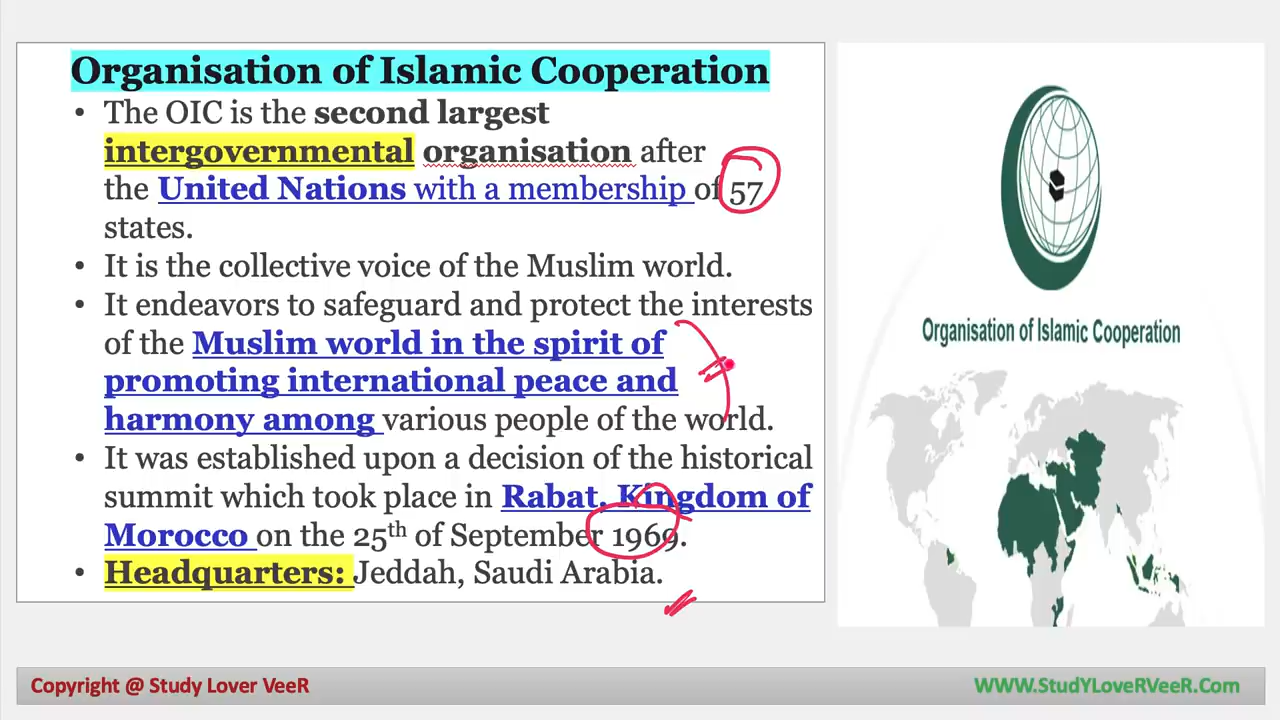 Organisation of Islamic Cooperation
• The OIC is the second largest
intergovernmental organisation after
the United Nations with a membership of 57
states.
• It is the collective voice of the Muslim world.
• It endeavors to safeguard and protect the interests
of the Muslim world in the spirit of
promoting international peace and
harmony among various people of the world.
• It was established upon a decision of the historical
summit which took place in Rabat, Kingdom of
Morocco on the 25th of September 1969.
• Headquarters: Jeddah, Saudi Arabia.
Organisation of Islamic Cooperation
Copyright @ Study Lover VeeR
WWW.StudYLoveRVeeR.Com